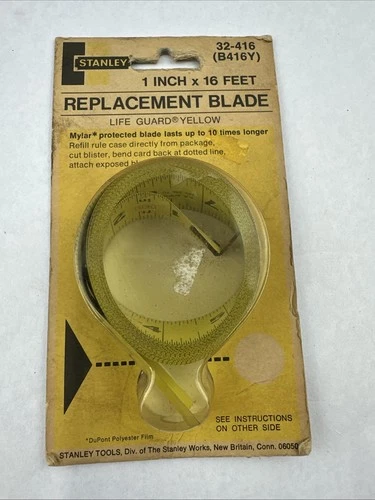 STANLEY
32-416
(B416Y)
1 INCH x 16 FEET
REPLACEMENT BLADE
LIFE GUARD® YELLOW
Mylar* protected blade lasts up to 10 times longer
Refill rule case directly from package,
cut blister, bend card back at dotted line,
attach exposed
SEE INSTRUCTIONS
ON OTHER SIDE
*DuPont Polyester Film
STANLEY TOOLS, Div. of The Stanley Works, New Britain, Conn. 06050